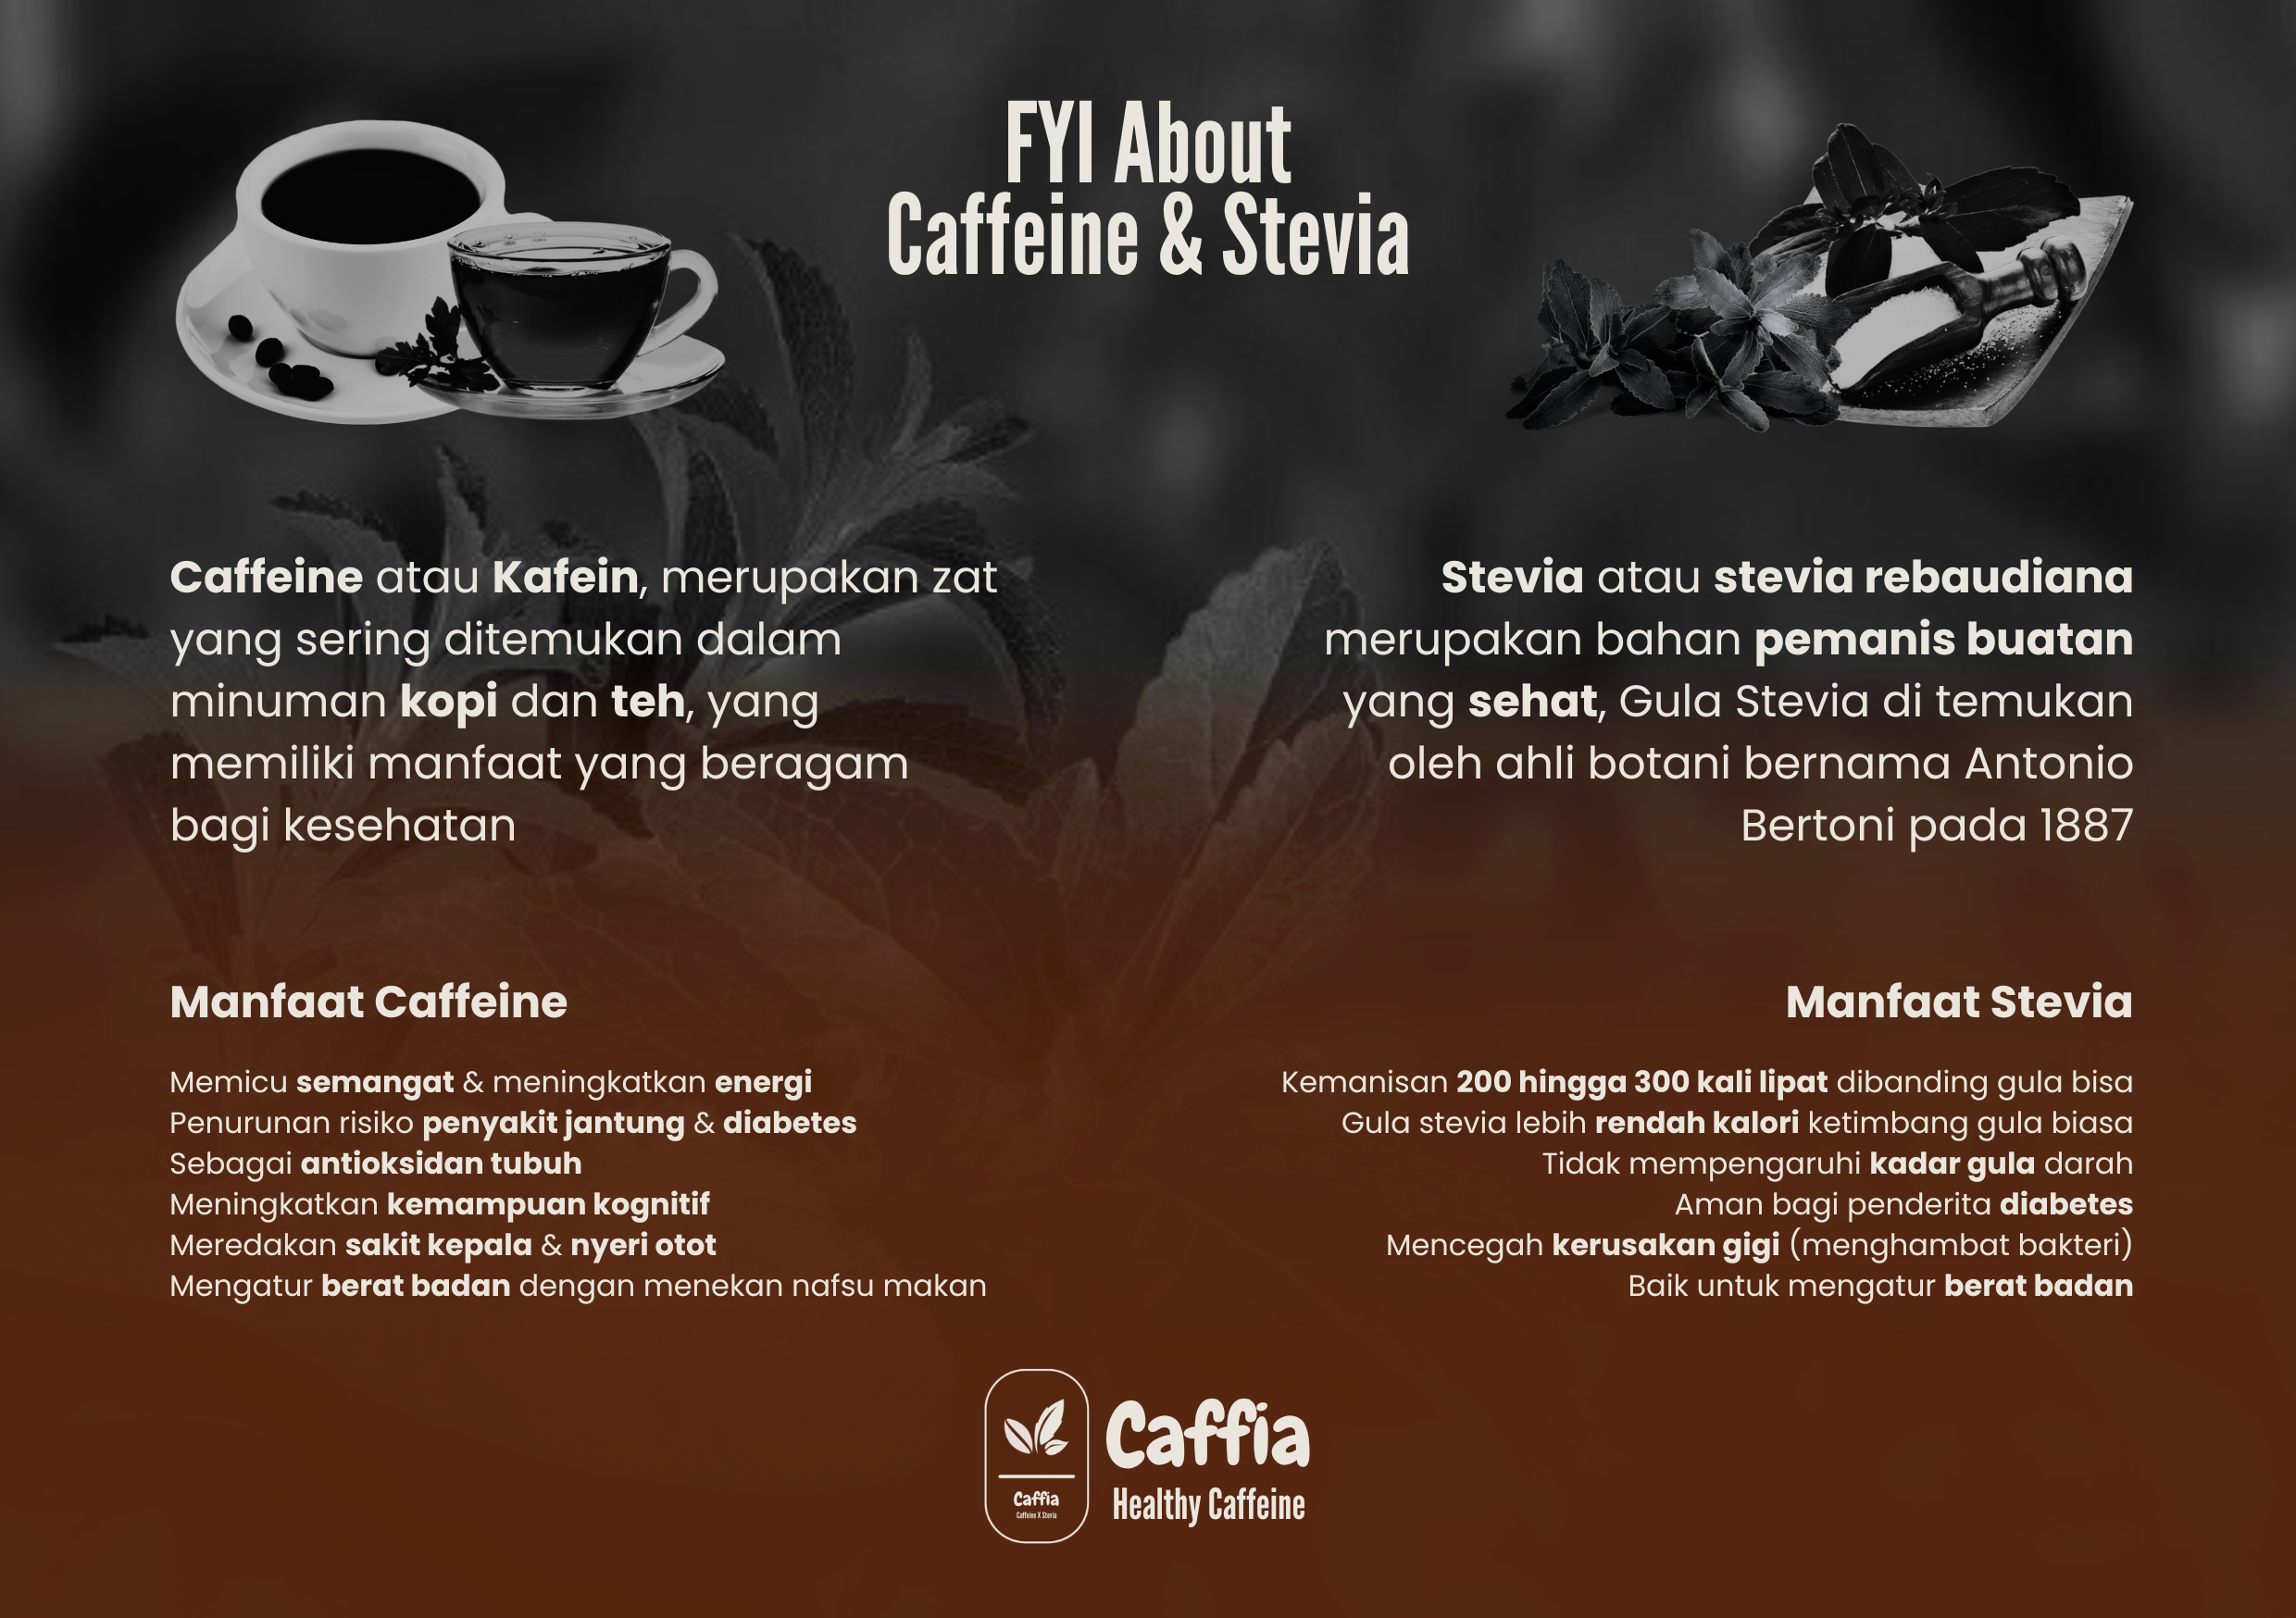 FYI About
Caffeine & Stevia
Caffeine atau Kafein, merupakan zat
yang sering ditemukan dalam
minuman kopi dan teh, yang
memiliki manfaat yang beragam
bagi kesehatan
Stevia atau stevia rebaudiana
merupakan bahan pemanis buatan
yang sehat, Gula Stevia di temukan
oleh ahli botani bernama Antonio
Bertoni pada 1887
Manfaat Caffeine
Memicu semangat & meningkatkan energi
Penurunan risiko penyakit jantung & diabetes
Sebagai antioksidan tubuh
Meningkatkan kemampuan kognitif
Meredakan sakit kepala & nyeri otot
Mengatur berat badan dengan menekan nafsu makan
Manfaat Stevia
Kemanisan 200 hingga 300 kali lipat dibanding gula bisa
Gula stevia lebih rendah kalori ketimbang gula biasa
Tidak mempengaruhi kadar gula darah
Aman bagi penderita diabetes
Mencegah kerusakan gigi (menghambat bakteri)
Baik untuk mengatur berat badan
Caffia
Caffeine X Stevia
Caffia
Healthy Caffeine